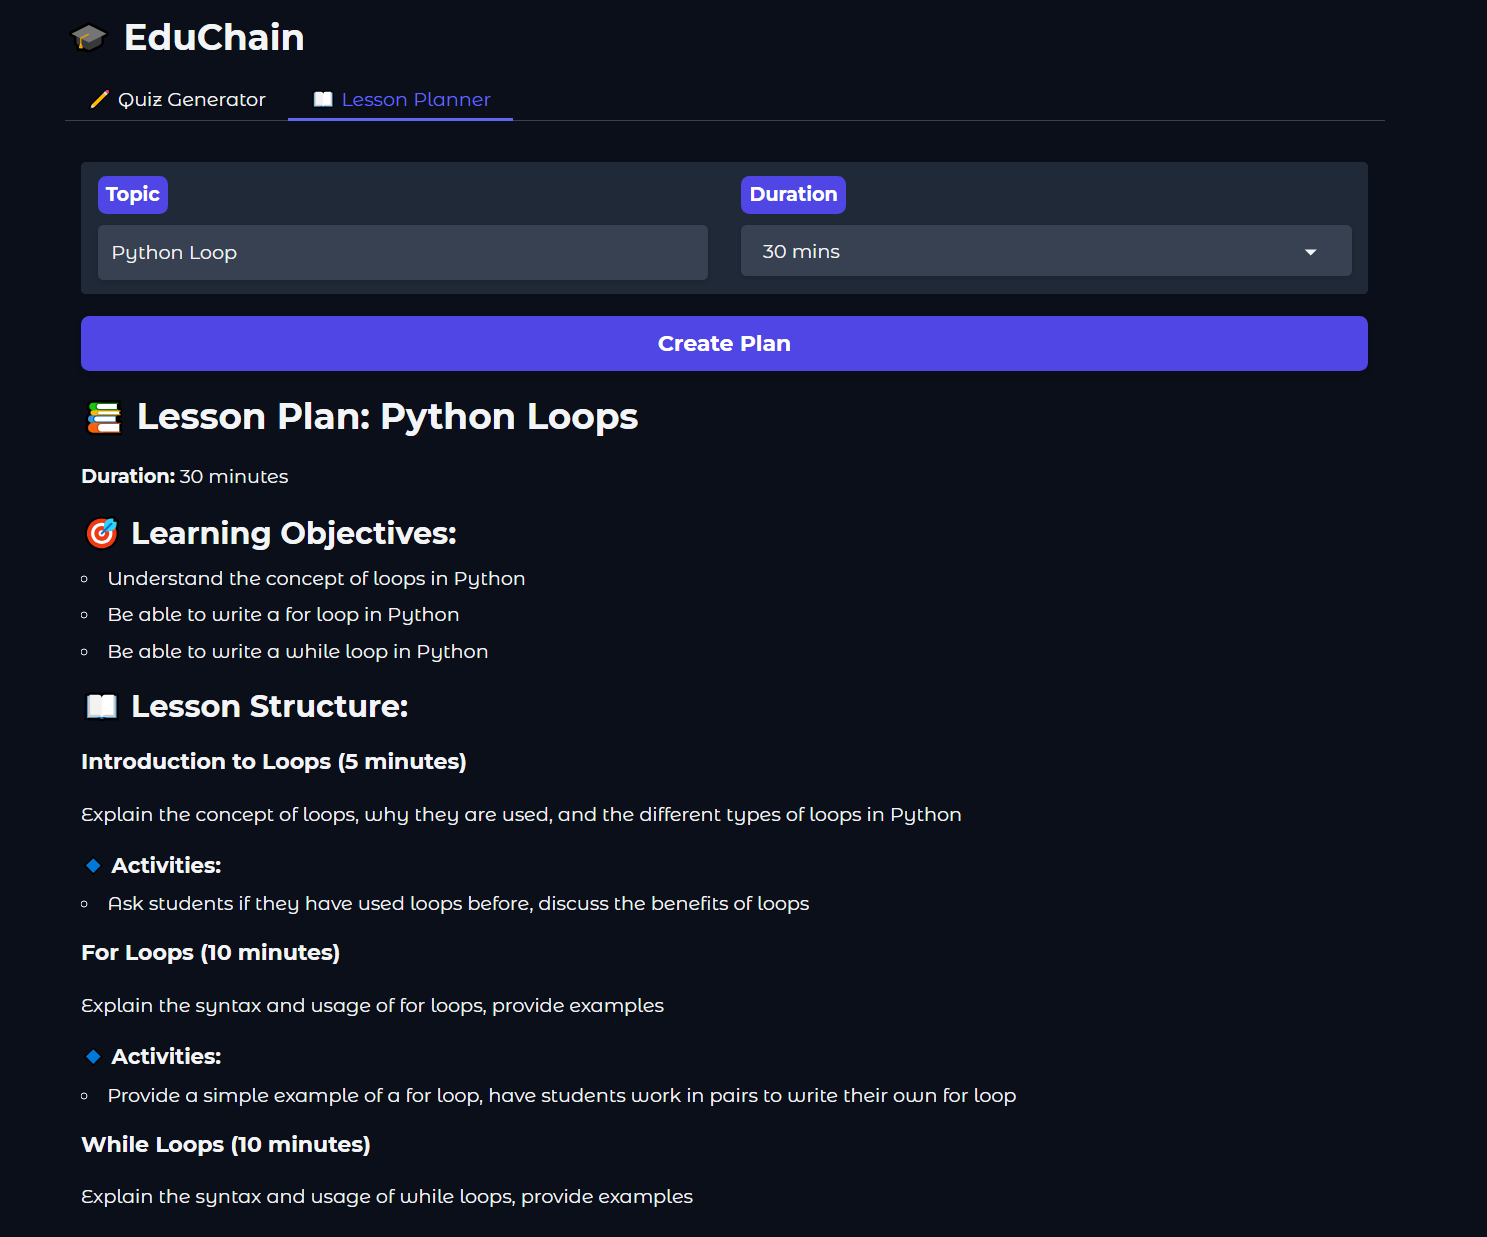 EduChain
Quiz Generator
Lesson Planner
Topic
Duration
Python Loop
30 mins
Create Plan
Lesson Plan: Python Loops
Duration: 30 minutes
Learning Objectives:
Understand the concept of loops in Python
Be able to write a for loop in Python
Be able to write a while loop in Python
Lesson Structure:
Introduction to Loops (5 minutes)
Explain the concept of loops, why they are used, and the different types of loops in Python
Activities:
Ask students if they have used loops before, discuss the benefits of loops
For Loops (10 minutes)
Explain the syntax and usage of for loops, provide examples
Activities:
Provide a simple example of a for loop, have students work in pairs to write their own for loop
While Loops (10 minutes)
Explain the syntax and usage of while loops, provide examples